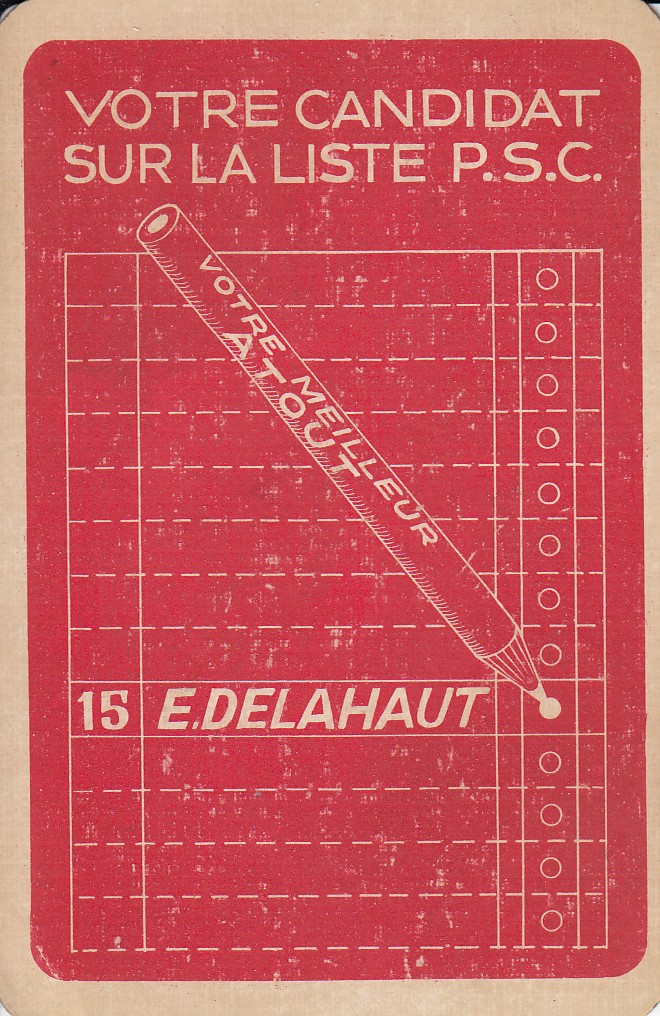 VOTRE CANDIDAT
SUR LA LISTE P.S.C.
VOTRE MEILLEUR
ATOUT
15 E.DELAHAUT